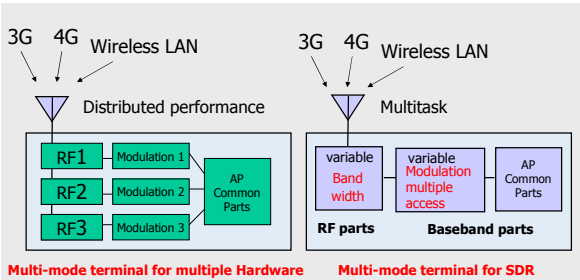 3G 4G Wireless LAN
Distributed performance
RF1 Modulation 1
RF2 Modulation 2
RF3 Modulation 3
AP
Common
Parts
Multi-mode terminal for multiple Hardware
3G 4G Wireless LAN
Multitask
variable
Band
width
variable
Modulation
multiple
access
AP
Common
Parts
RF parts Baseband parts
Multi-mode terminal for SDR